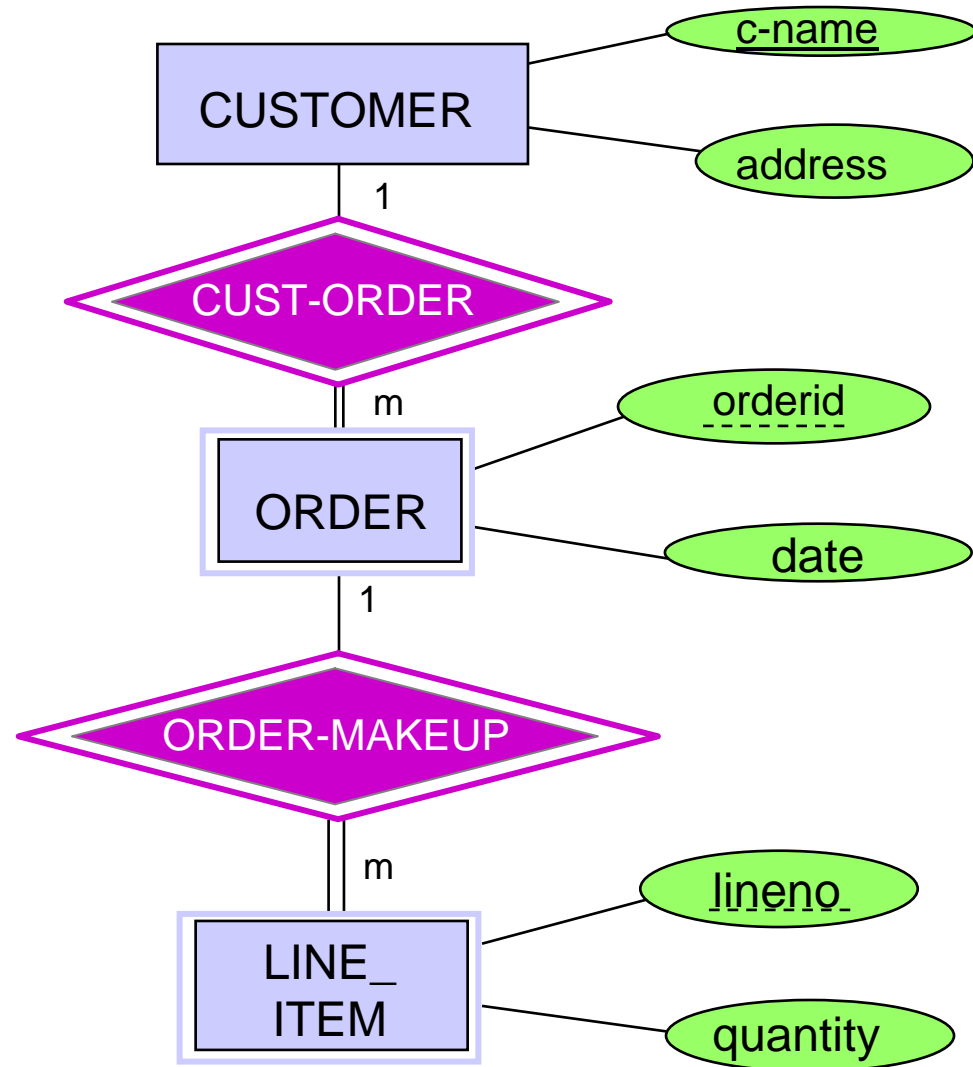 c-name
CUSTOMER
address
1
CUST-ORDER
m
orderid
ORDER
date
1
ORDER-MAKEUP
m
lineno
LINE_
ITEM
quantity